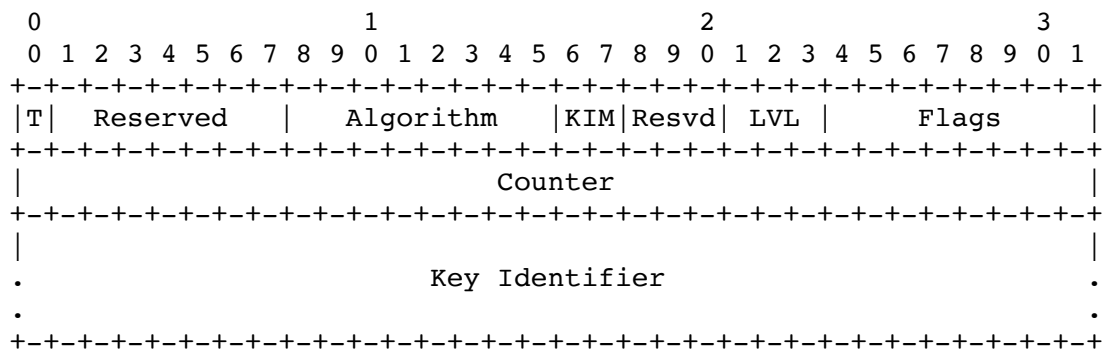 0                   1                   2                   3
 0 1 2 3 4 5 6 7 8 9 0 1 2 3 4 5 6 7 8 9 0 1 2 3 4 5 6 7 8 9 0 1
+-+-+-+-+-+-+-+-+-+-+-+-+-+-+-+-+-+-+-+-+-+-+-+-+-+-+-+-+-+-+-+-+
|T|  Reserved   |   Algorithm   |KIM|Resvd| LVL |     Flags     |
+-+-+-+-+-+-+-+-+-+-+-+-+-+-+-+-+-+-+-+-+-+-+-+-+-+-+-+-+-+-+-+-+
|                            Counter                            |
+-+-+-+-+-+-+-+-+-+-+-+-+-+-+-+-+-+-+-+-+-+-+-+-+-+-+-+-+-+-+-+-+
|                                                               |
.                        Key Identifier                         .
.                                                               .
+-+-+-+-+-+-+-+-+-+-+-+-+-+-+-+-+-+-+-+-+-+-+-+-+-+-+-+-+-+-+-+-+